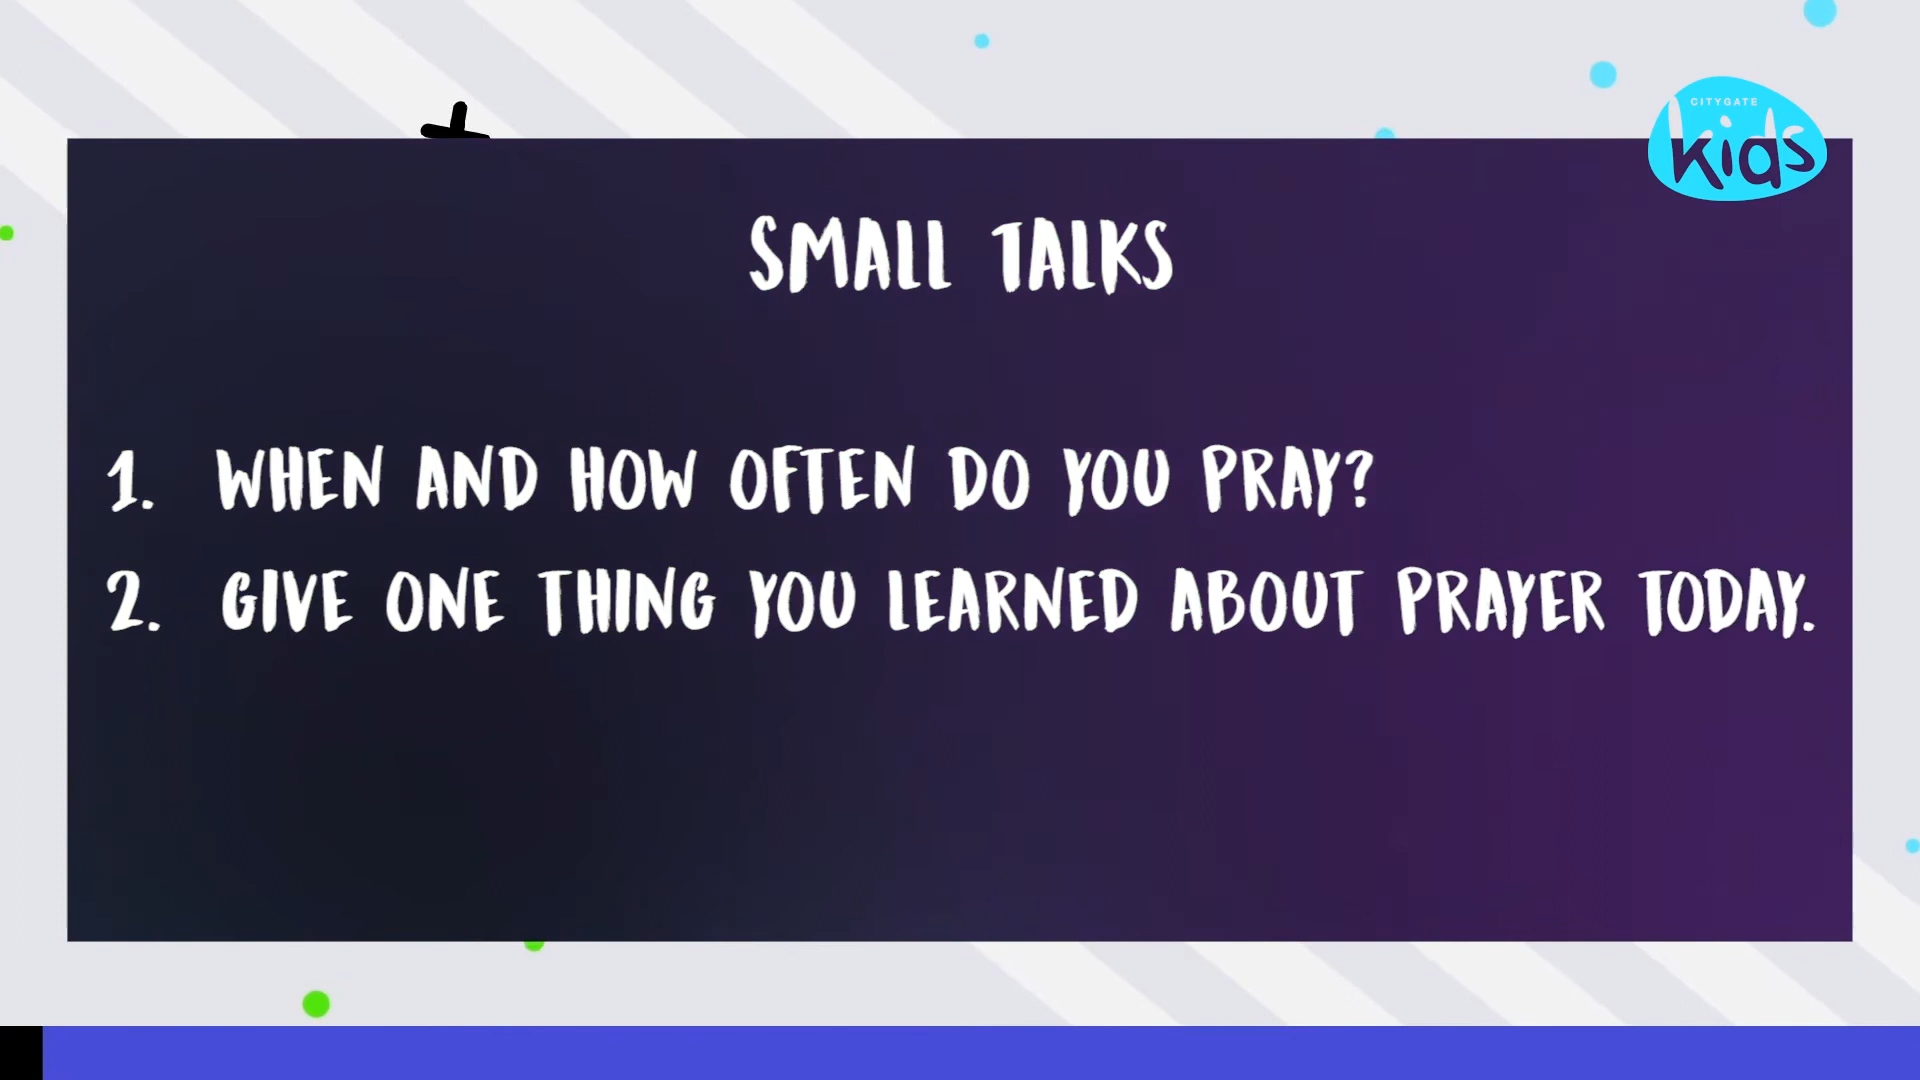 CITYGATE
kids
SMALL TALKS
1. WHEN AND HOW OFTEN DO YOU PRAY?
2. GIVE ONE THING YOU LEARNED ABOUT PRAYER TODAY.